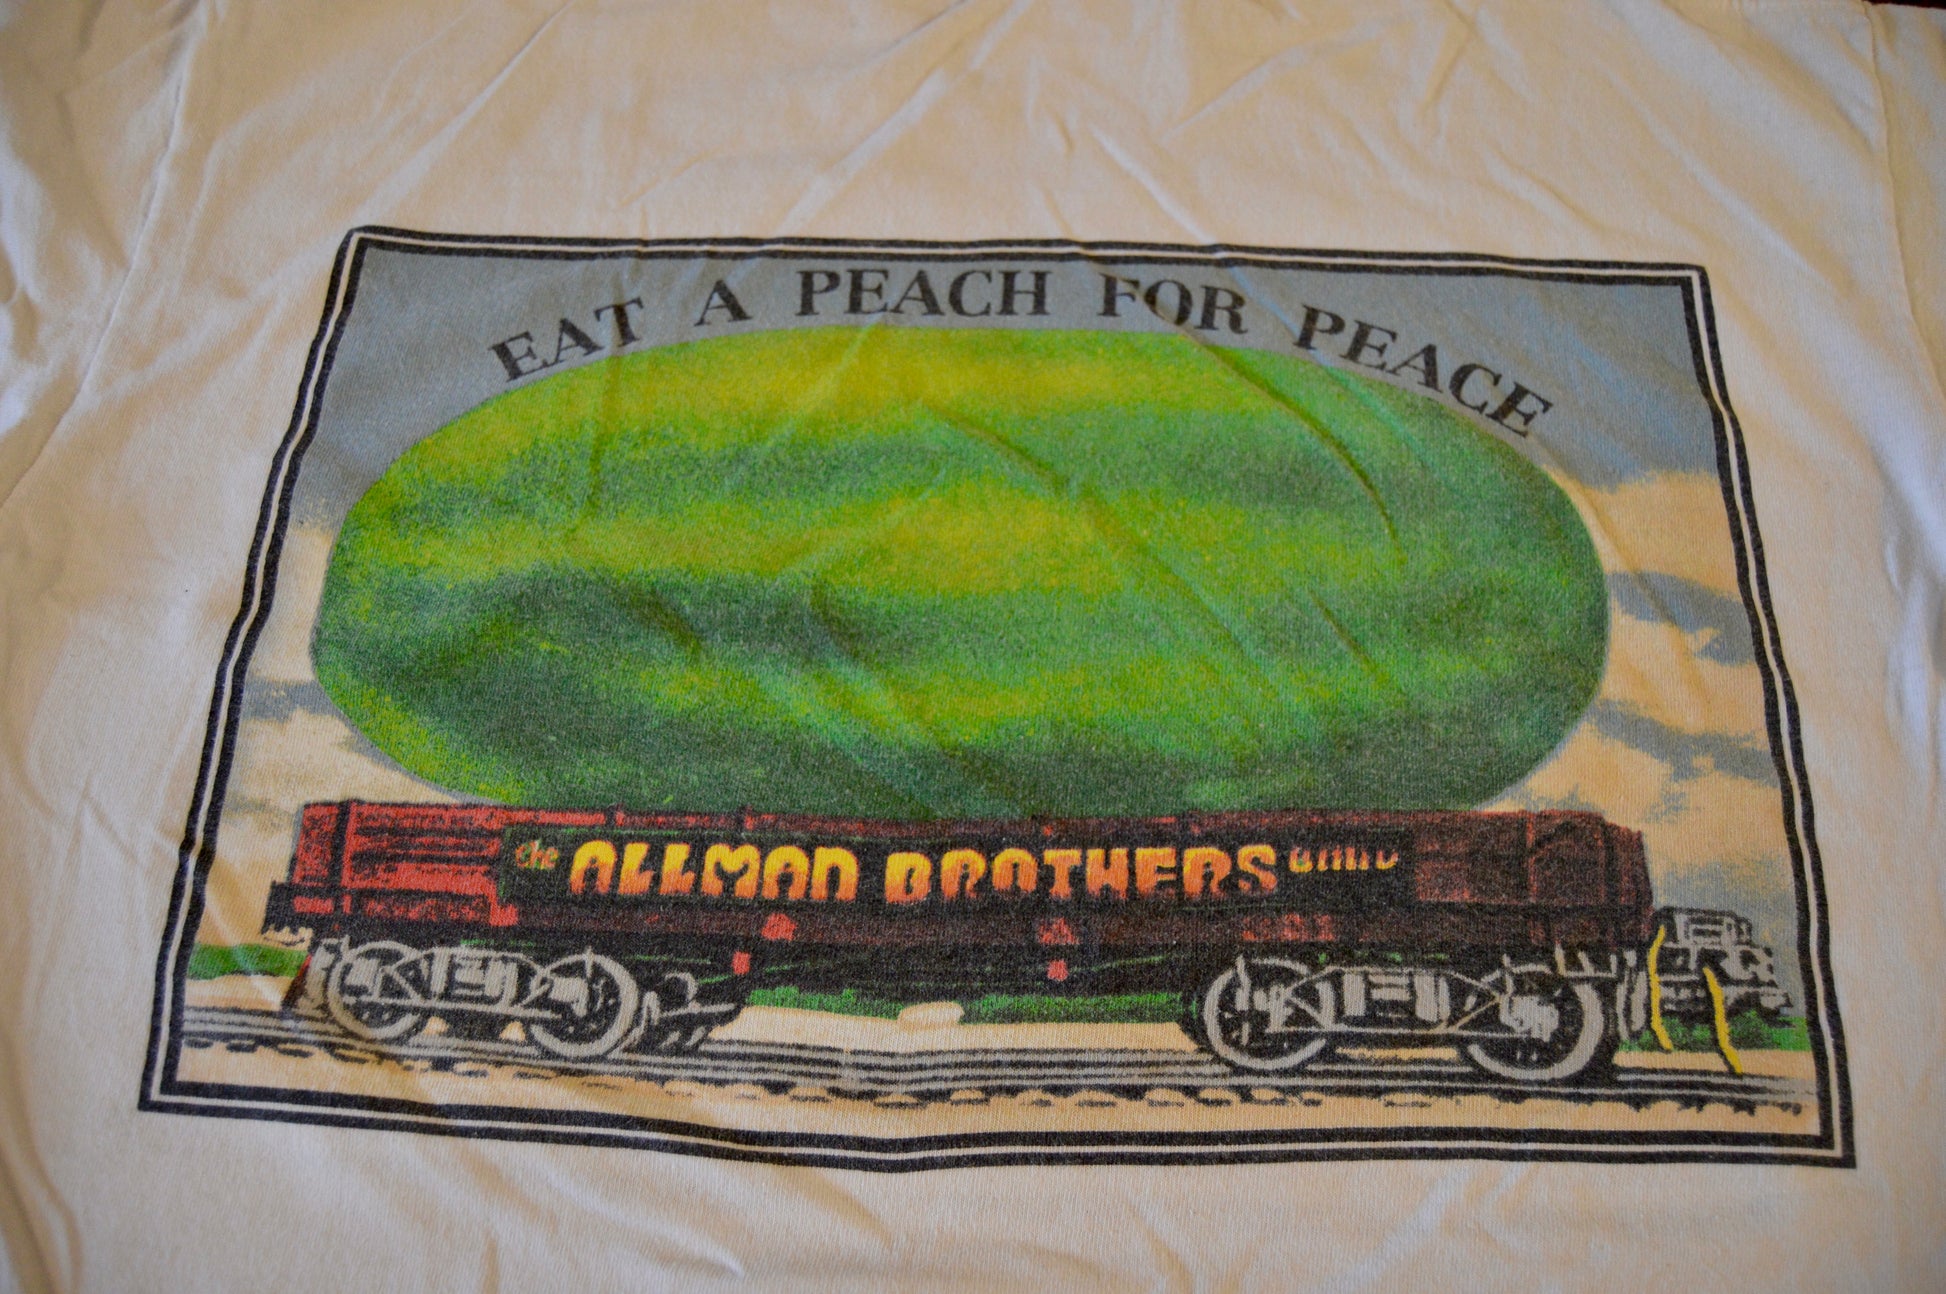 EAT A PEACH FOR PEACE
the ALLMAN BROTHERS BAND